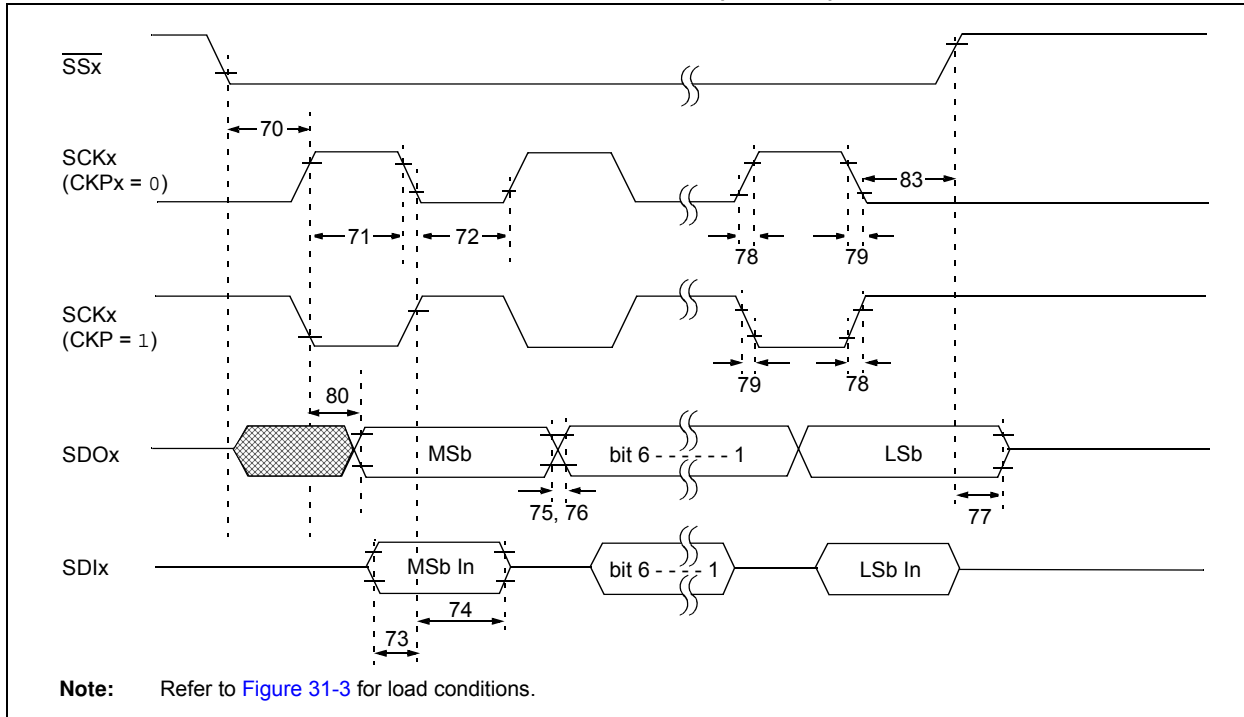 SSx
70
SCKx
(CKPx = 0)
83
71
72
78
79
SCKx
(CKP = 1)
79
78
80
SDOx
MSb
bit 6 - - - - - - 1
LSb
75, 76
77
SDIx
MSb In
bit 6 - - - - 1
LSb In
74
73
Note: Refer to Figure 31-3 for load conditions.